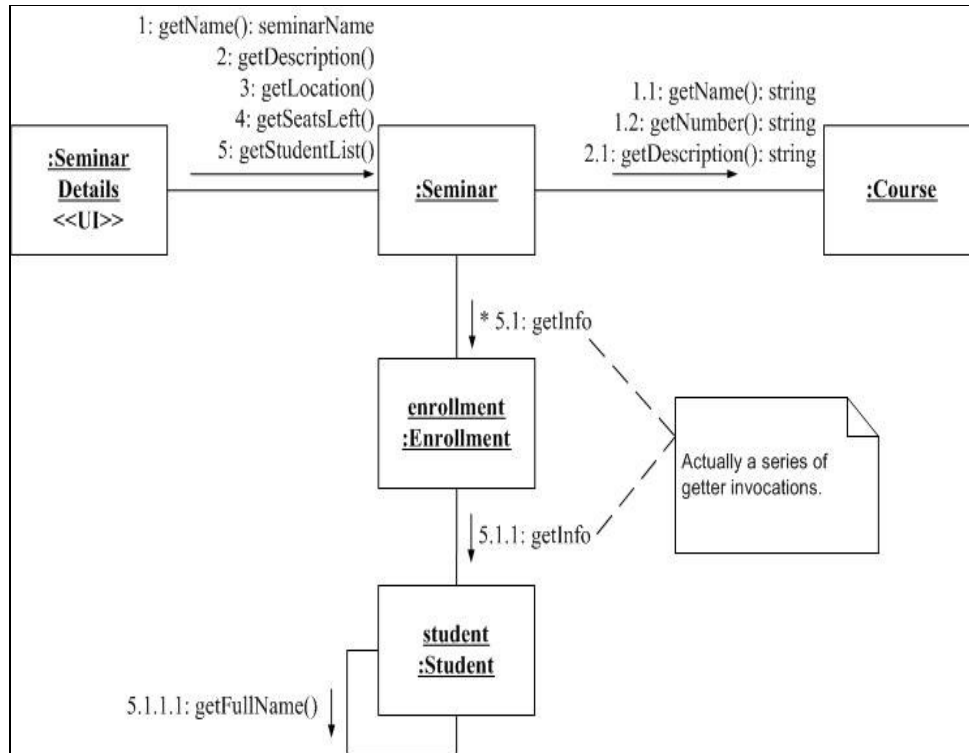 1: getName(): seminarName
2: getDescription()
3: getLocation()
4: getSeatsLeft()
5: getStudentList()
1.1: getName(): string
1.2: getNumber(): string
2.1: getDescription(): string
:Seminar
Details
<<UI>>
:Seminar
:Course
* 5.1: getInfo
enrollment
:Enrollment
Actually a series of
getter invocations.
5.1.1: getInfo
student
:Student
5.1.1.1: getFullName()